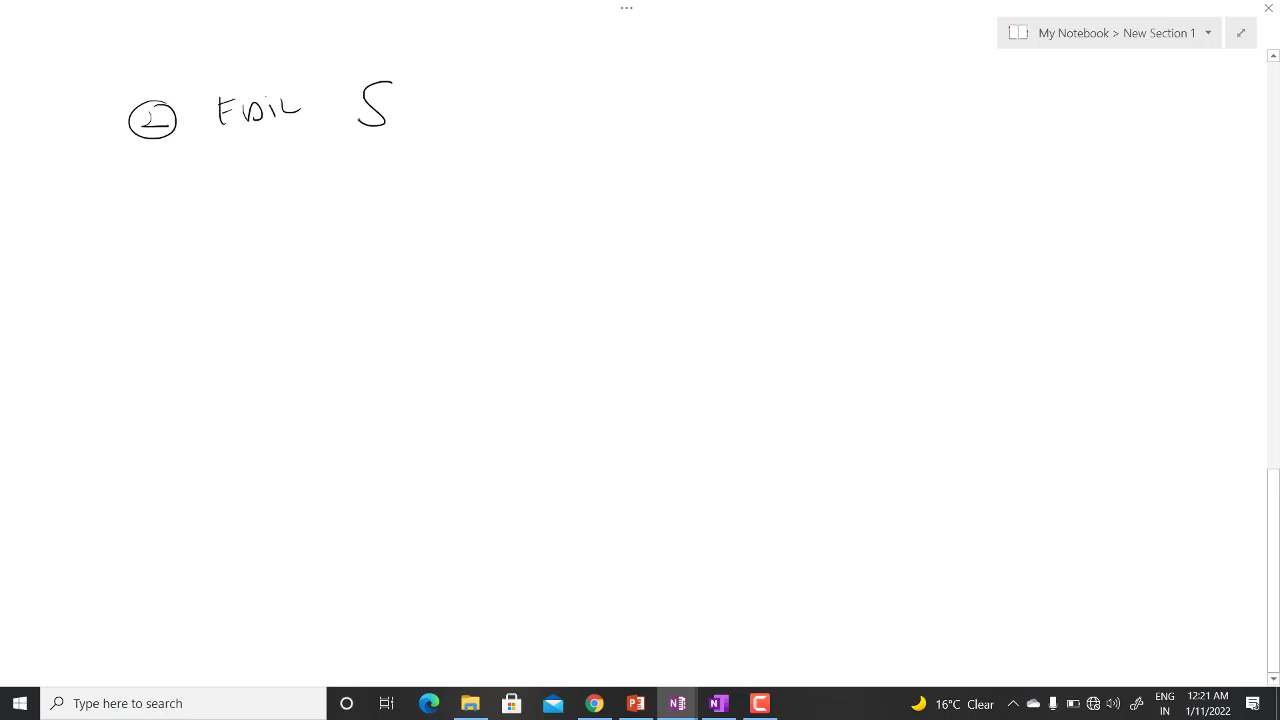 My Notebook > New Section 1
② S
Type here to search
16°C Clear
ENG
IN
12:21 AM
1/11/2022